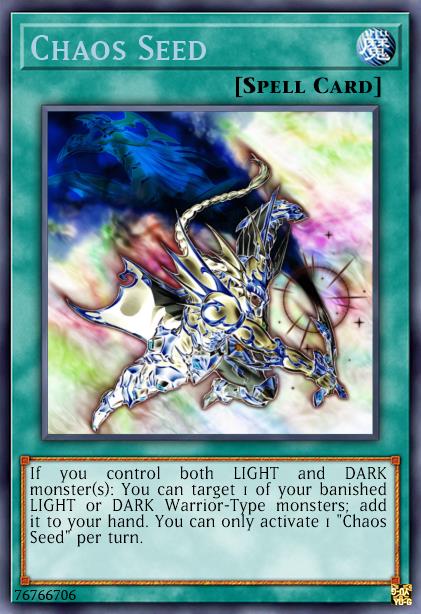 Chaos Seed
魔
[Spell Card]
If you control both LIGHT and DARK
monster(s): You can target 1 of your banished
LIGHT or DARK Warrior-Type monsters; add
it to your hand. You can only activate 1 "Chaos
Seed" per turn.
76766706